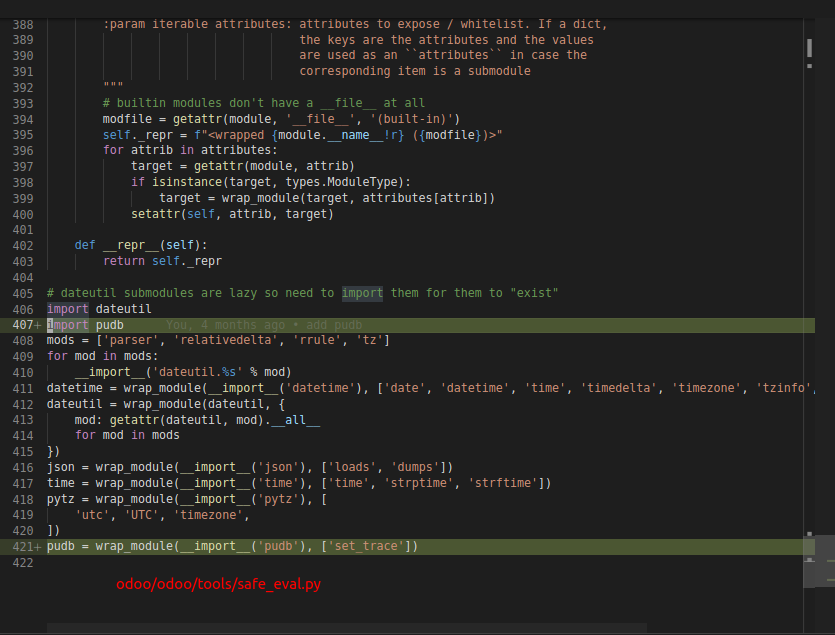 388 :param iterable attributes: attributes to expose / whitelist. If a dict,
389 the keys are the attributes and the values
390 are used as an ``attributes`` in case the
391 corresponding item is a submodule
392 """
393 # builtin modules don't have a __file__ at all
394 modfile = getattr(module, '__file__', '(built-in)')
395 self._repr = f"<wrapped {module.__name__!r} ({modfile})>"
396 for attrib in attributes:
397 target = getattr(module, attrib)
398 if isinstance(target, types.ModuleType):
399 target = wrap_module(target, attributes[attrib])
400 setattr(self, attrib, target)
401
402 def __repr__(self):
403 return self._repr
404
405 # dateutil submodules are lazy so need to import them for them to "exist"
406 import dateutil
407+ import pudb You, 4 months ago • add pudb
408 mods = ['parser', 'relativedelta', 'rrule', 'tz']
409 for mod in mods:
410 __import__('dateutil.%s' % mod)
411 datetime = wrap_module(__import__('datetime'), ['date', 'datetime', 'time', 'timedelta', 'timezone', 'tzinfo',
412 dateutil = wrap_module(dateutil, {
413 mod: getattr(dateutil, mod).__all__
414 for mod in mods
415 })
416 json = wrap_module(__import__('json'), ['loads', 'dumps'])
417 time = wrap_module(__import__('time'), ['time', 'strptime', 'strftime'])
418 pytz = wrap_module(__import__('pytz'), [
419 'utc', 'UTC', 'timezone',
420 ])
421+ pudb = wrap_module(__import__('pudb'), ['set_trace'])
422
odoo/odoo/tools/safe_eval.py